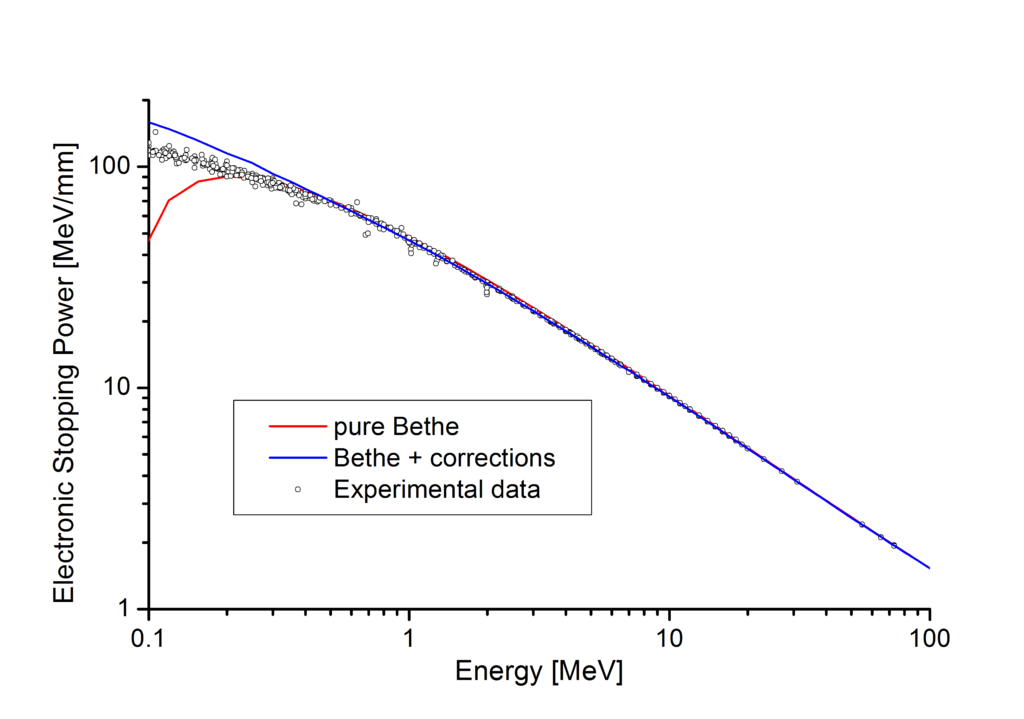 Electronic Stopping Power [MeV/mm]
100
10
1
pure Bethe
Bethe + corrections
Experimental data
0.1
1
10
100
Energy [MeV]